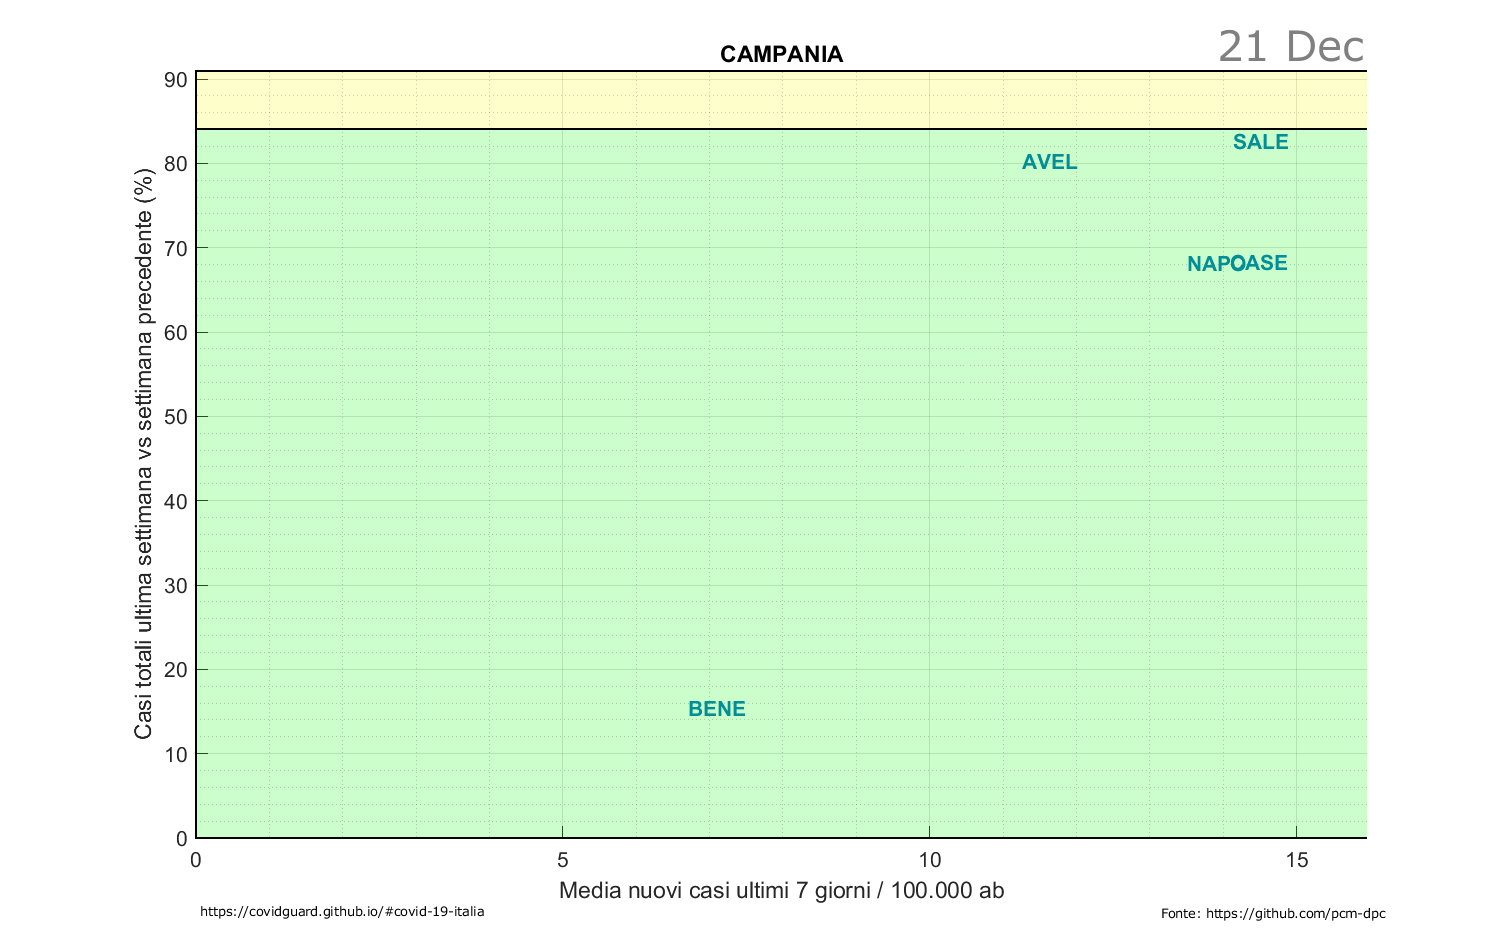 CAMPANIA
21 Dec
Casi totali ultima settimana vs settimana precedente (%)
90
80
70
60
50
40
30
20
10
0
SALE
AVEL
NAPO
CASE
BENE
0
5
10
15
Media nuovi casi ultimi 7 giorni / 100.000 ab
https://covidguard.github.io/#covid-19-italia
Fonte: https://github.com/pcm-dpc